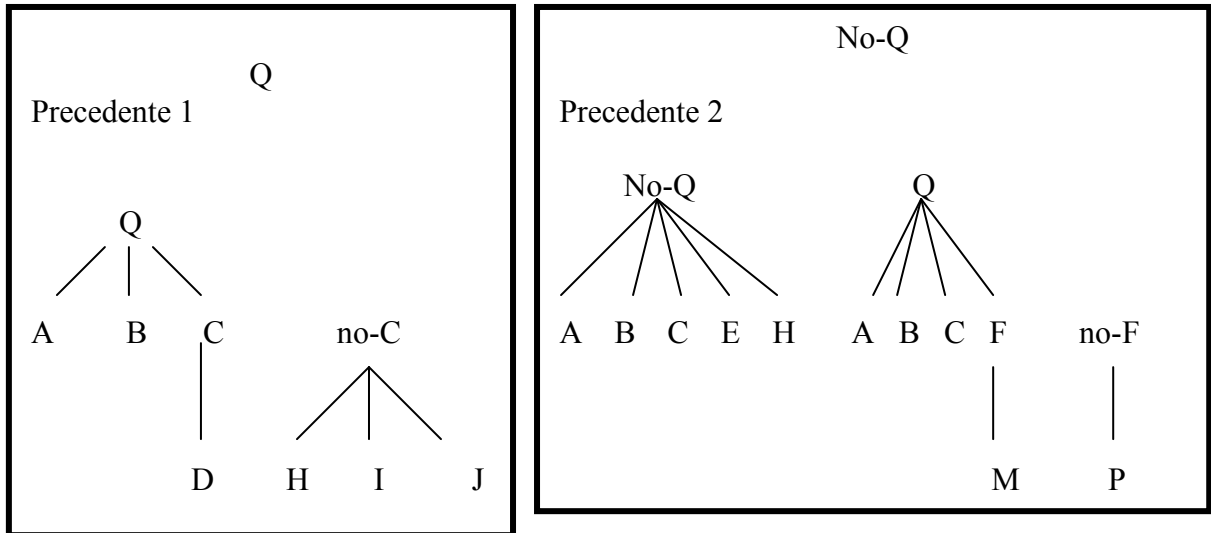 Q
Precedente 1
Q
A B C no-C
D H I J
No-Q
Precedente 2
No-Q Q
A B C E H A B C F no-F
M P